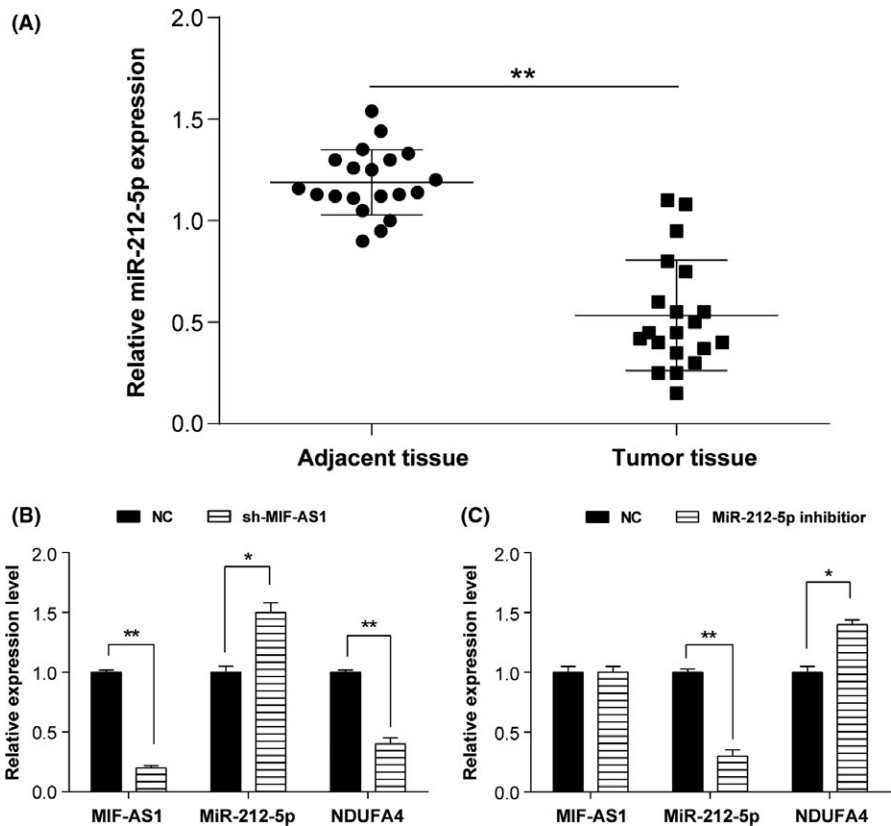 (A)
Relative miR-212-5p expression
2.0
1.5
1.0
0.5
0.0
**
Adjacent tissue
Tumor tissue
(B)
NC
sh-MIF-AS1
Relative expression level
2.0
1.5
1.0
0.5
0.0
**
*
**
MIF-AS1
MiR-212-5p
NDUFA4
(C)
NC
MiR-212-5p inhibitior
Relative expression level
2.0
1.5
1.0
0.5
0.0
**
*
MIF-AS1
MiR-212-5p
NDUFA4